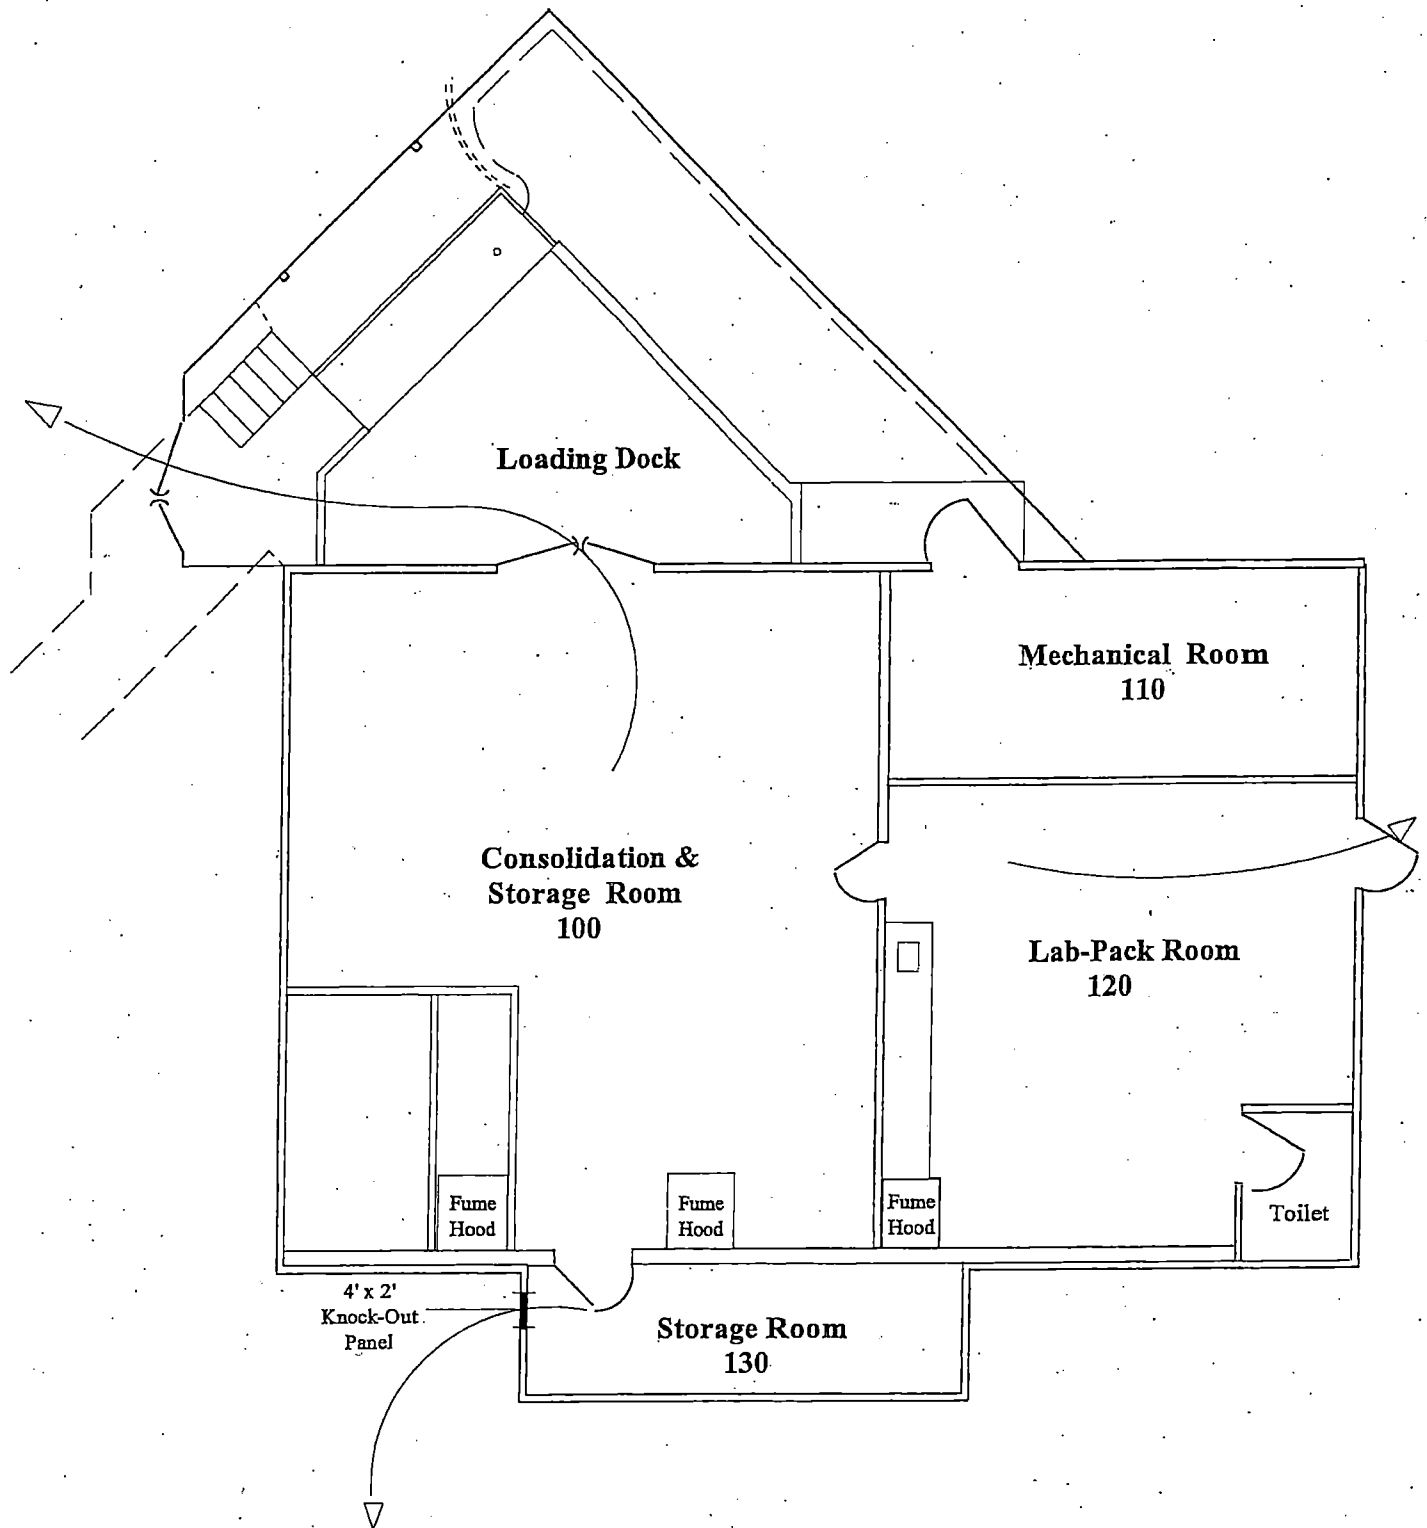 Loading Dock
Mechanical Room
110
Consolidation &
Storage Room
100
Lab-Pack Room
120
Fume
Hood
Fume
Hood
Fume
Hood
Toilet
4' x 2'
Knock-Out
Panel
Storage Room
130